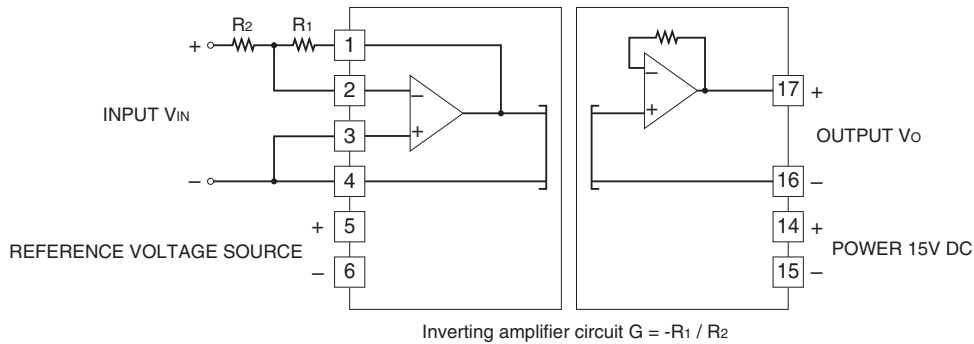 R2 R1
+ 1
2 −
INPUT VIN
3 +
− 4
+ 5
REFERENCE VOLTAGE SOURCE
− 6
−
+
17 +
OUTPUT VO
16 −
14 +
POWER 15V DC
15 −
Inverting amplifier circuit G = -R1 / R2